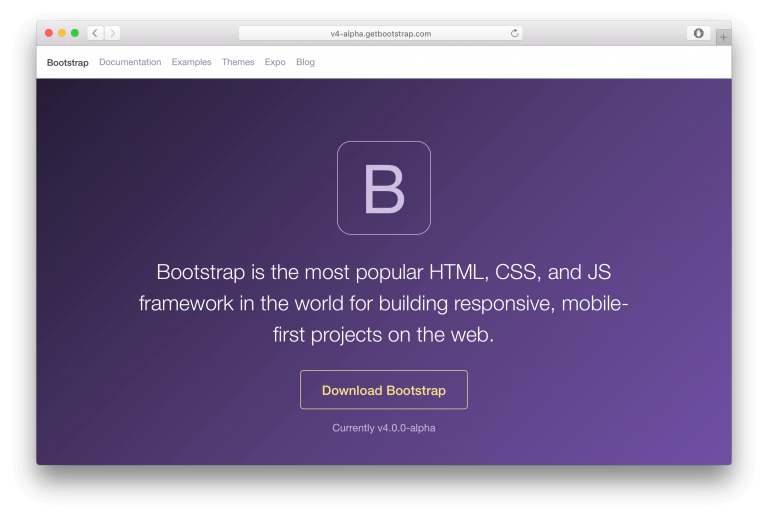 v4-alpha.getbootstrap.com
Bootstrap Documentation Examples Themes Expo Blog
B
Bootstrap is the most popular HTML, CSS, and JS
framework in the world for building responsive, mobile-
first projects on the web.
Download Bootstrap
Currently v4.0.0-alpha